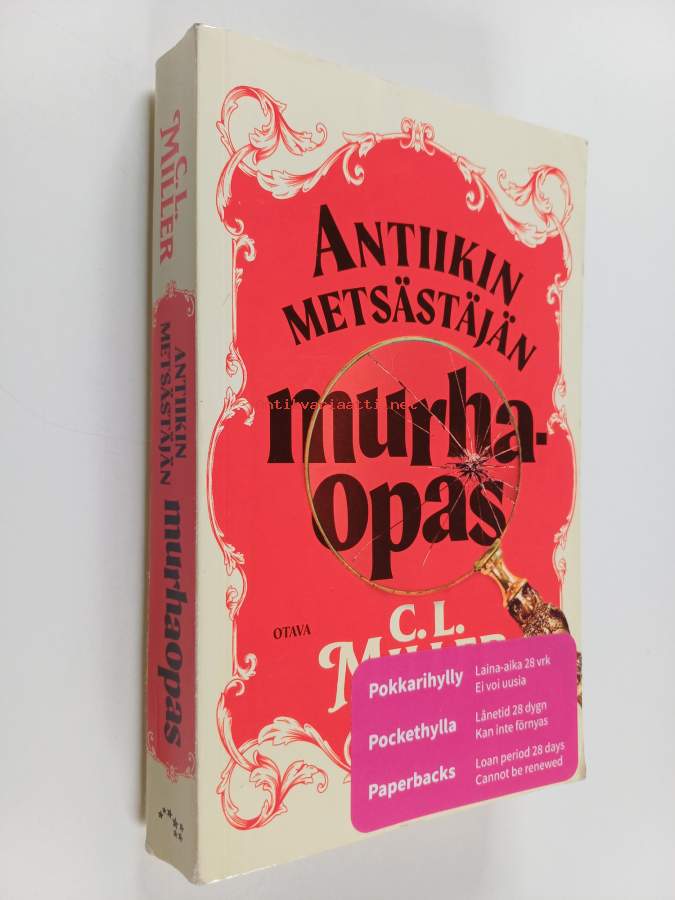 C. L. MILLER
ANTIIKIN
METSÄSTÄJÄN
murhaopas
ANTIIKIN
METSÄSTÄJÄN
murha-
opas
antikvariaatti.net
OTAVA
C. L.
MILLER
Pokkarihylly
Laina-aika 28 vrk
Ei voi uusia
Pockethylla
Lånetid 28 dygn
Kan inte förnyas
Paperbacks
Loan period 28 days
Cannot be renewed